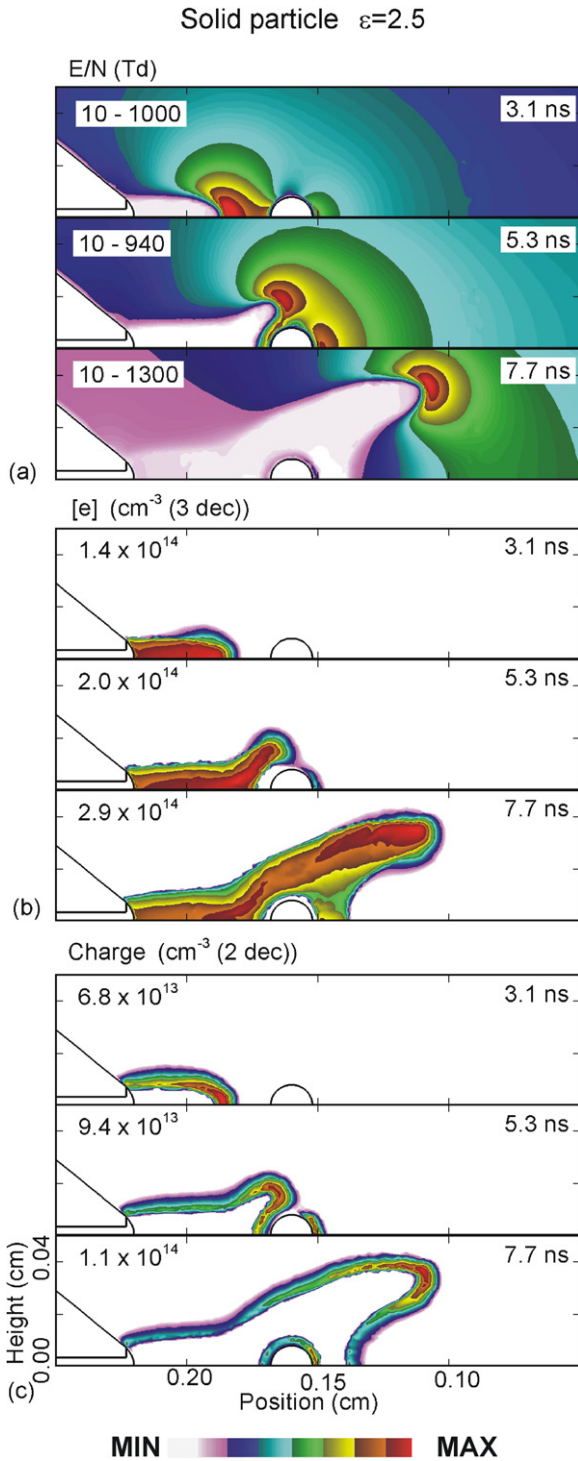 Solid particle ε=2.5
E/N (Td)
10 - 1000 3.1 ns
10 - 940 5.3 ns
10 - 1300 7.7 ns
(a)
[e] (cm⁻³ (3 dec))
1.4 x 10¹⁴ 3.1 ns
2.0 x 10¹⁴ 5.3 ns
2.9 x 10¹⁴ 7.7 ns
(b)
Charge (cm⁻³ (2 dec))
6.8 x 10¹³ 3.1 ns
9.4 x 10¹³ 5.3 ns
1.1 x 10¹⁴ 7.7 ns
Height (cm)
0.04
0.00
(c)
0.20 0.15 0.10
Position (cm)
MIN MAX